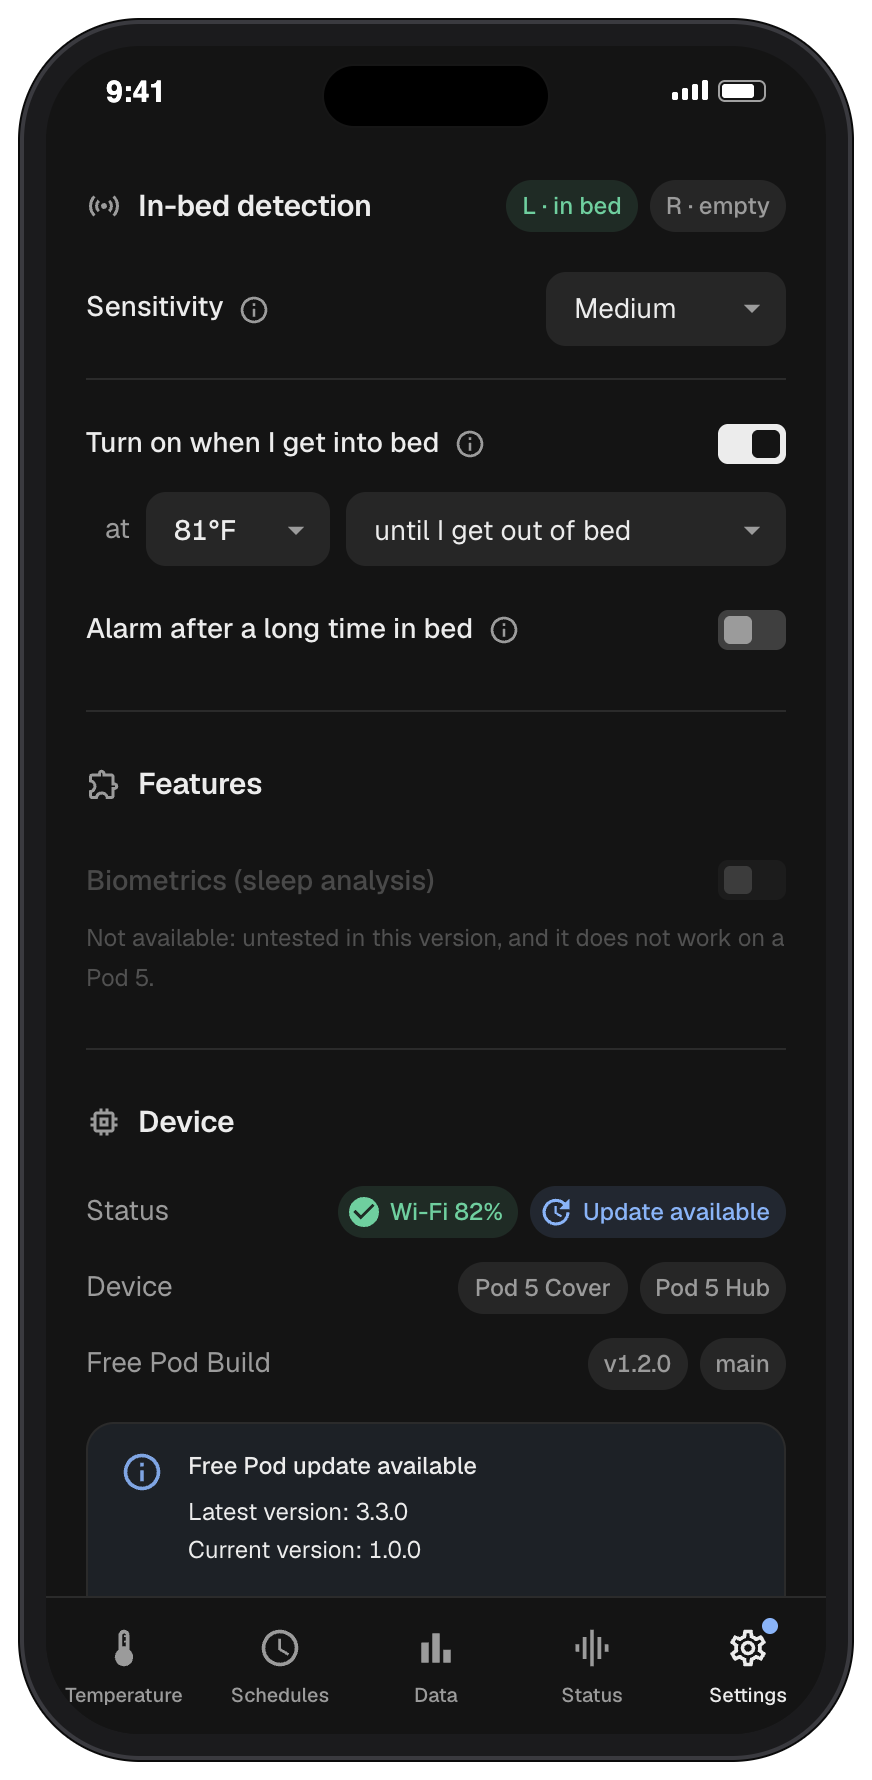 9:41
In-bed detection L · in bed R · empty
Sensitivity Medium
Turn on when I get into bed
at 81°F until I get out of bed
Alarm after a long time in bed
Features
Biometrics (sleep analysis)
Not available: untested in this version, and it does not work on a
Pod 5.
Device
Status Wi-Fi 82% Update available
Device Pod 5 Cover Pod 5 Hub
Free Pod Build v1.2.0 main
Free Pod update available
Latest version: 3.3.0
Current version: 1.0.0
Temperature Schedules Data Status Settings